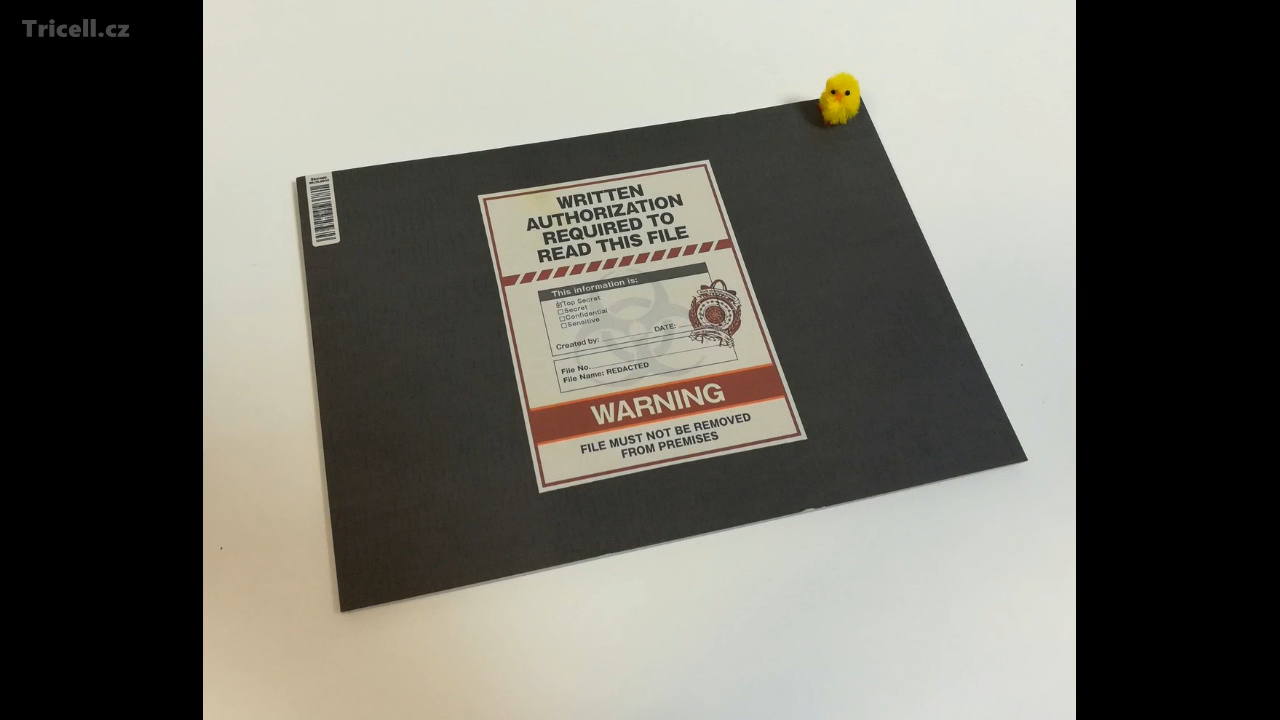 Tricell.cz
WRITTEN
AUTHORIZATION
REQUIRED TO
READ THIS FILE
This information is:
Top Secret
Secret
Confidential
Sensitive
Created by: DATE:
File No.
File Name: REDACTED
WARNING
FILE MUST NOT BE REMOVED
FROM PREMISES